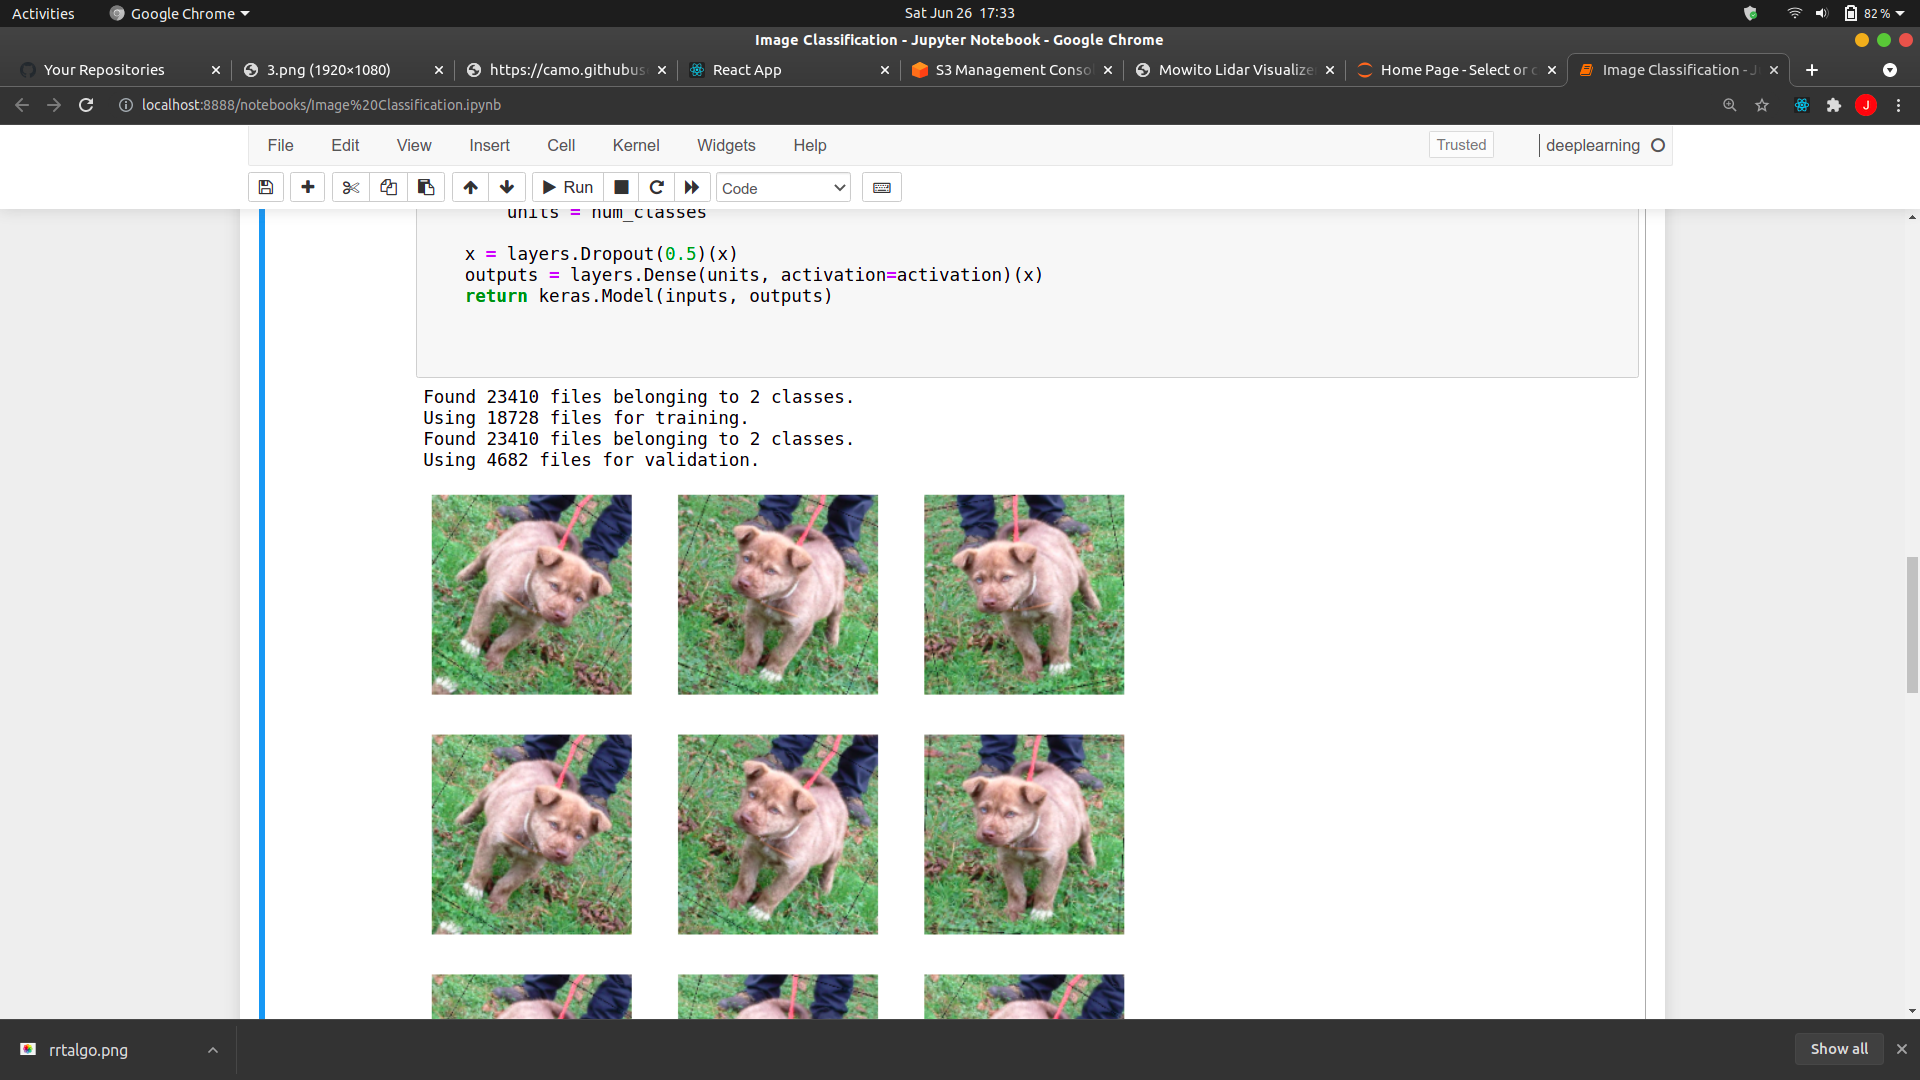 Activities Google Chrome Sat Jun 26 17:33 82 %
Image Classification - Jupyter Notebook - Google Chrome
Your Repositories 3.png (1920×1080) https://camo.githubus React App S3 Management Conso Mowito Lidar Visualize Home Page - Select or c Image Classification - J
localhost:8888/notebooks/Image%20Classification.ipynb J
File Edit View Insert Cell Kernel Widgets Help Trusted deeplearning
Run Code
units = num_classes
x = layers.Dropout(0.5)(x)
outputs = layers.Dense(units, activation=activation)(x)
return keras.Model(inputs, outputs)
Found 23410 files belonging to 2 classes.
Using 18728 files for training.
Found 23410 files belonging to 2 classes.
Using 4682 files for validation.
rrtalgo.png Show all